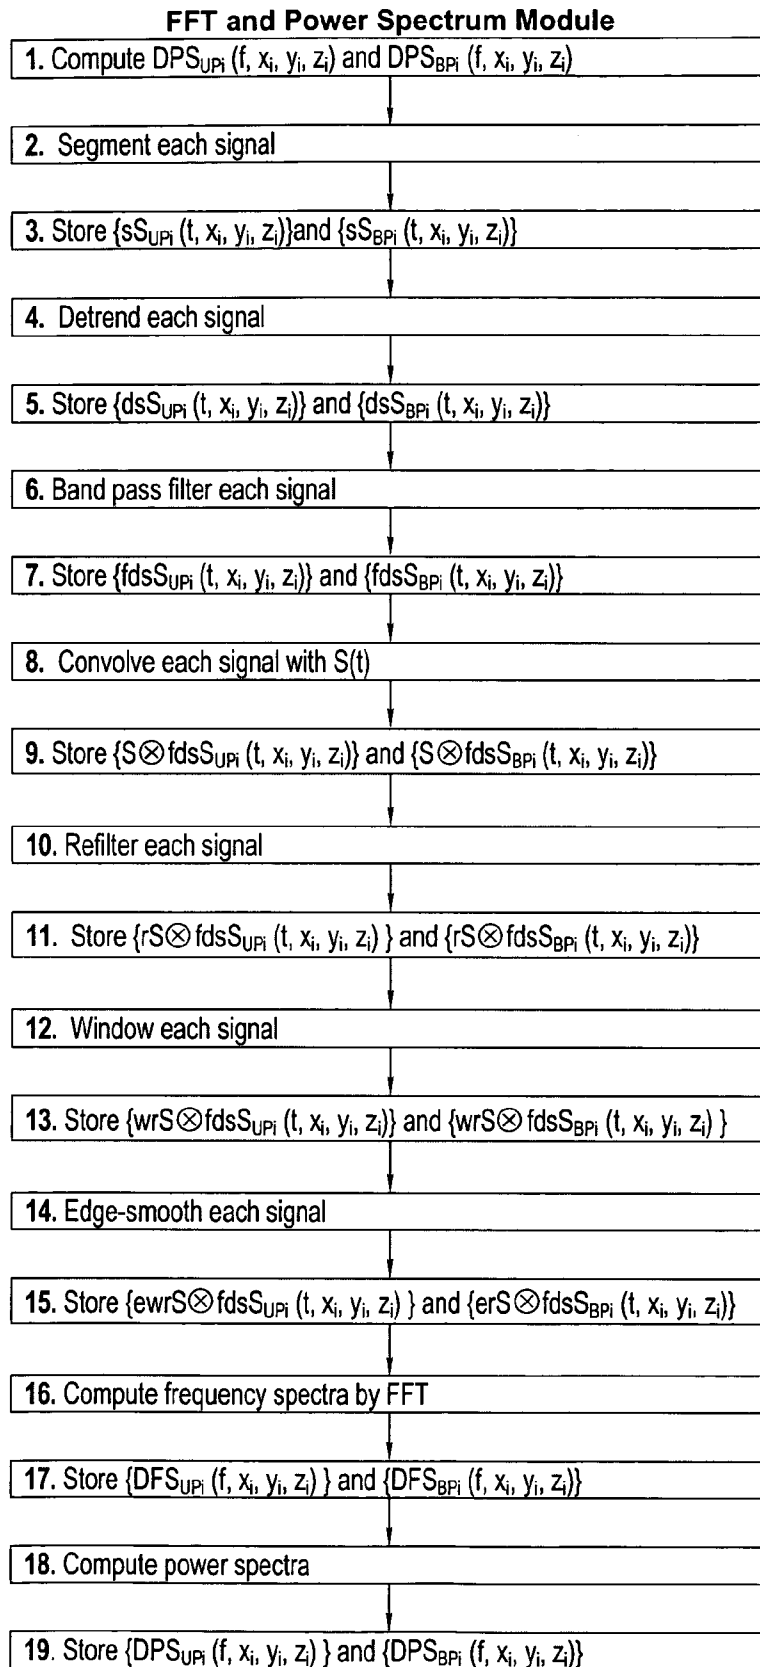 FFT and Power Spectrum Module
1. Compute DPS_UPi (f, x_i, y_i, z_i) and DPS_BPi (f, x_i, y_i, z_i)
2. Segment each signal
3. Store {sS_UPi (t, x_i, y_i, z_i)}and {sS_BPi (t, x_i, y_i, z_i)}
4. Detrend each signal
5. Store {dsS_UPi (t, x_i, y_i, z_i)} and {dsS_BPi (t, x_i, y_i, z_i)}
6. Band pass filter each signal
7. Store {fdsS_UPi (t, x_i, y_i, z_i)} and {fdsS_BPi (t, x_i, y_i, z_i)}
8. Convolve each signal with S(t)
9. Store {S⊗fdsS_UPi (t, x_i, y_i, z_i)} and {S⊗fdsS_BPi (t, x_i, y_i, z_i)}
10. Refilter each signal
11. Store {rS⊗fdsS_UPi (t, x_i, y_i, z_i) } and {rS⊗fdsS_BPi (t, x_i, y_i, z_i)}
12. Window each signal
13. Store {wrS⊗fdsS_UPi (t, x_i, y_i, z_i)} and {wrS⊗ fdsS_BPi (t, x_i, y_i, z_i) }
14. Edge-smooth each signal
15. Store {ewrS⊗fdsS_UPi (t, x_i, y_i, z_i) } and {erS⊗fdsS_BPi (t, x_i, y_i, z_i)}
16. Compute frequency spectra by FFT
17. Store {DFS_UPi (f, x_i, y_i, z_i) } and {DFS_BPi (f, x_i, y_i, z_i)}
18. Compute power spectra
19. Store {DPS_UPi (f, x_i, y_i, z_i) } and {DPS_BPi (f, x_i, y_i, z_i)}